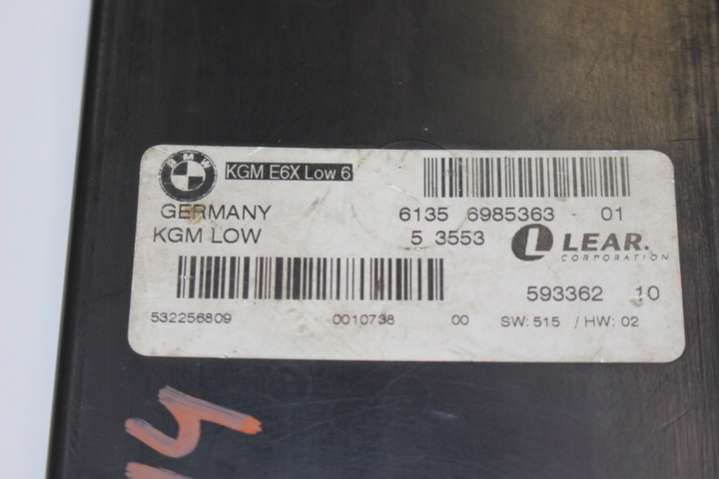 BMW KGM E6X Low 6
GERMANY 6135 6985363 - 01
KGM LOW 5 3553 L LEAR.
CORPORATION
593362 10
532256809 0010738 00 SW: 515 / HW: 02